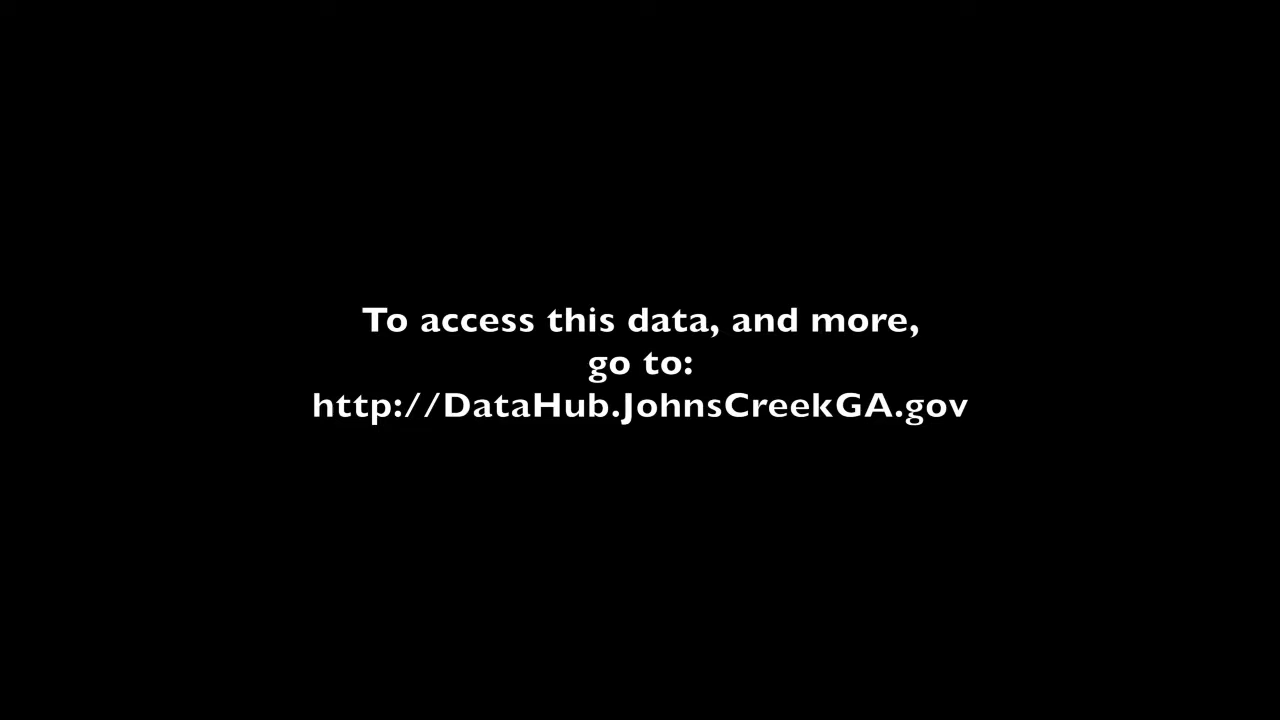 To access this data, and more,
go to:
http://DataHub.JohnsCreekGA.gov